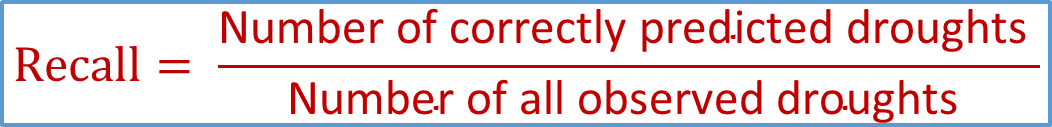 Number of correctly predicted droughts
Recall =
Number of all observed droughts